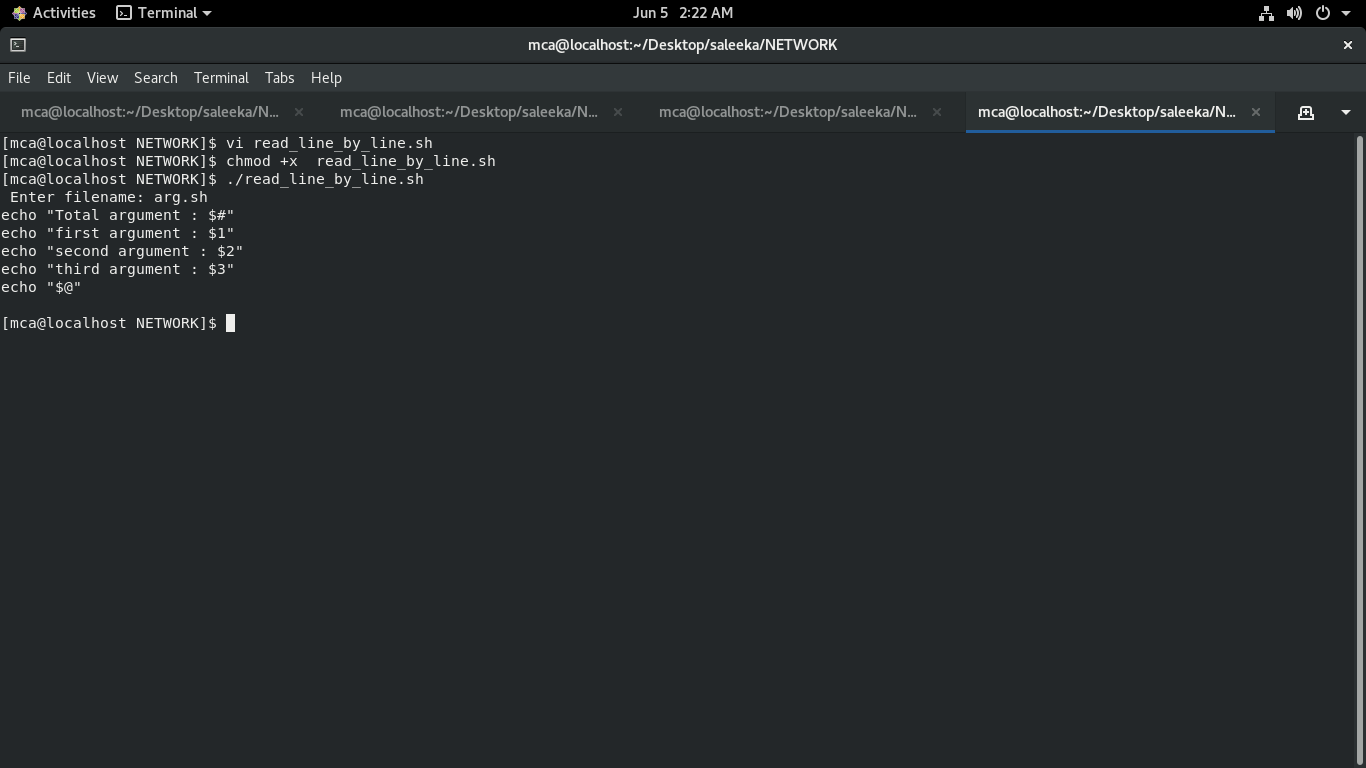 Activities Terminal Jun 5 2:22 AM
mca@localhost:~/Desktop/saleeka/NETWORK
File Edit View Search Terminal Tabs Help
mca@localhost:~/Desktop/saleeka/N... mca@localhost:~/Desktop/saleeka/N... mca@localhost:~/Desktop/saleeka/N... mca@localhost:~/Desktop/saleeka/N...
[mca@localhost NETWORK]$ vi read_line_by_line.sh
[mca@localhost NETWORK]$ chmod +x  read_line_by_line.sh
[mca@localhost NETWORK]$ ./read_line_by_line.sh
 Enter filename: arg.sh
echo "Total argument : $#"
echo "first argument : $1"
echo "second argument : $2"
echo "third argument : $3"
echo "$@"
[mca@localhost NETWORK]$